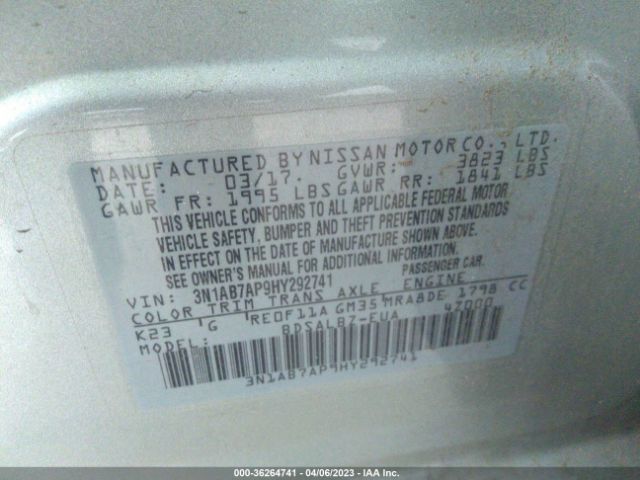 MANUFACTURED BY NISSAN MOTOR CO., LTD.
DATE: 03/17. GVWR: 3823 LBS
GAWR FR: 1995 LBS GAWR RR: 1841 LBS
THIS VEHICLE CONFORMS TO ALL APPLICABLE FEDERAL MOTOR
VEHICLE SAFETY, BUMPER AND THEFT PREVENTION STANDARDS
IN EFFECT ON THE DATE OF MANUFACTURE SHOWN ABOVE.
SEE OWNER'S MANUAL FOR ADDITIONAL INFORMATION.
VIN: 3N1AB7AP9HY292741 PASSENGER CAR.
COLOR TRIM TRANS AXLE ENGINE
K23 G RE0F11A GM35 MRA8DE 1798 CC
MODEL: BDSALBZ-EUA 47000
3N1AB7AP9HY292741
000-36264741 - 04/06/2023 - IAA Inc.